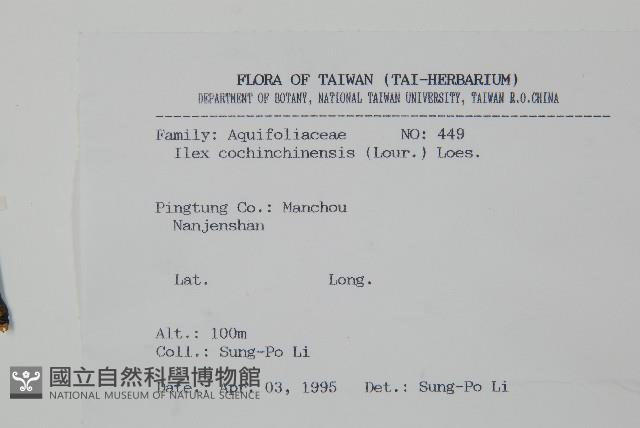 FLORA OF TAIWAN (TAI-HERBARIUM)
DEPARTMENT OF BOTANY, NATIONAL TAIWAN UNIVERSITY, TAIWAN R.O.CHINA
Family: Aquifoliaceae NO: 449
Ilex cochinchinensis (Lour.) Loes.
Pingtung Co.: Manchou
Nanjenshan
Lat. Long.
Alt.: 100m
Coll.: Sung-Po Li
Date: Apr. 03, 1995 Det.: Sung-Po Li
國立自然科學博物館
NATIONAL MUSEUM OF NATURAL SCIENCE